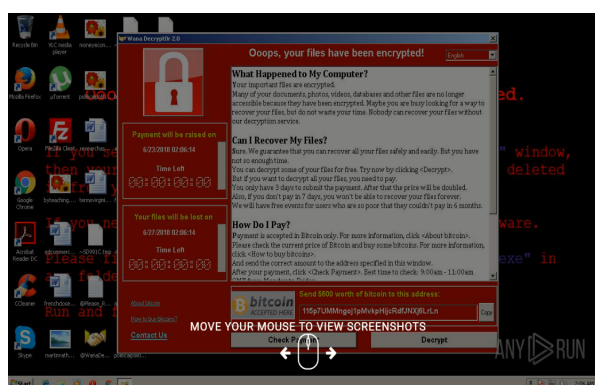 Wana Decrypt0r 2.0
Ooops, your files have been encrypted!
English
What Happened to My Computer?
Your important files are encrypted.
Many of your documents, photos, videos, databases and other files are no longer
accessible because they have been encrypted. Maybe you are busy looking for a way to
recover your files, but do not waste your time. Nobody can recover your files without
our decryption service.
Can I Recover My Files?
Sure. We guarantee that you can recover all your files safely and easily. But you have
not so enough time.
You can decrypt some of your files for free. Try now by clicking <Decrypt>.
But if you want to decrypt all your files, you need to pay.
You only have 3 days to submit the payment. After that the price will be doubled.
Also, if you don't pay in 7 days, you won't be able to recover your files forever.
We will have free events for users who are so poor that they couldn't pay in 6 months.
How Do I Pay?
Payment is accepted in Bitcoin only. For more information, click <About bitcoin>.
Please check the current price of Bitcoin and buy some bitcoins. For more information,
click <How to buy bitcoins>.
And send the correct amount to the address specified in this window.
After your payment, click <Check Payment>. Best time to check: 9:00am - 11:00am
Payment will be raised on
6/23/2018 02:06:14
Time Left
00:00:00:00
Your files will be lost on
6/27/2018 02:06:14
Time Left
00:00:00:00
About bitcoin
How to buy bitcoins?
Contact Us
bitcoin
ACCEPTED HERE
Send $600 worth of bitcoin to this address:
Copy
Check Payment
Decrypt
MOVE YOUR MOUSE TO VIEW SCREENSHOTS
ANY RUN
Recycle Bin
VLC media
player
Mozilla Firefox
µTorrent
Opera
FileZilla Client
Google
Chrome
Acrobat
Reader DC
CCleaner
Skype
ed.
" window,
deleted
ware.
exe" in
Run and f
Start
2:06 AM